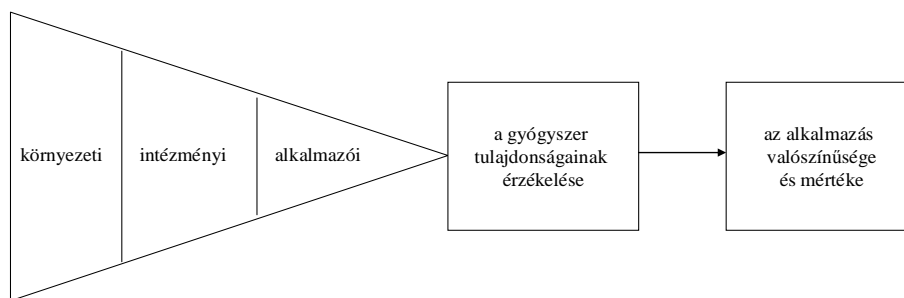 környezeti
intézményi
alkalmazói
a gyógyszer
tulajdonságainak
érzékelése
az alkalmazás
valószínűsége
és mértéke